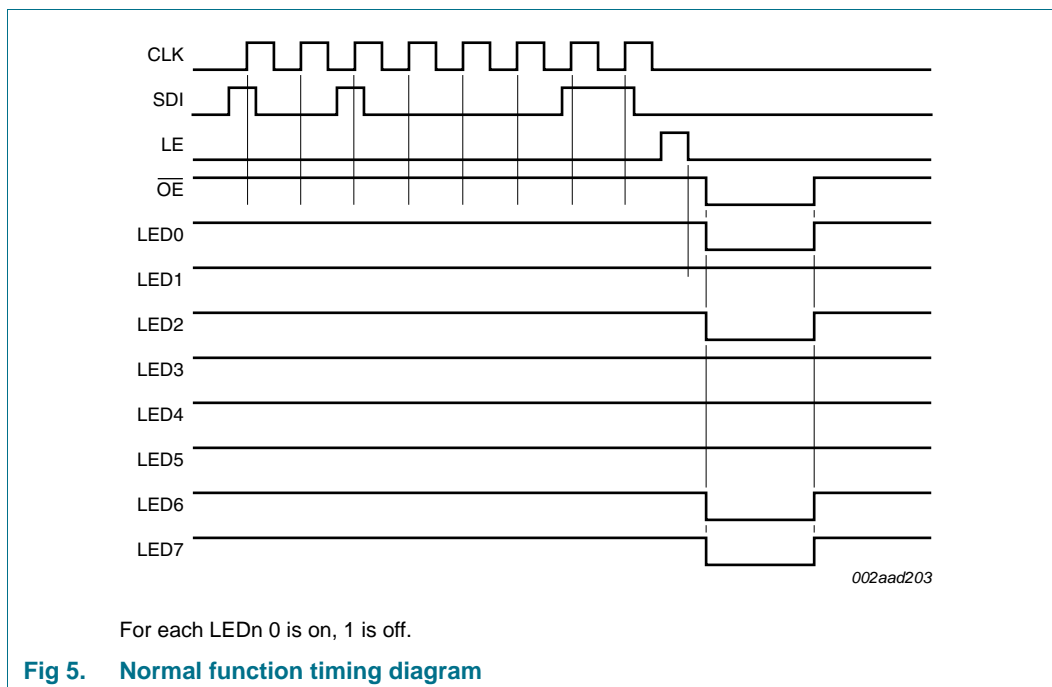 CLK
SDI
LE
OE
LED0
LED1
LED2
LED3
LED4
LED5
LED6
LED7
002aad203
For each LEDn 0 is on, 1 is off.
Fig 5. Normal function timing diagram